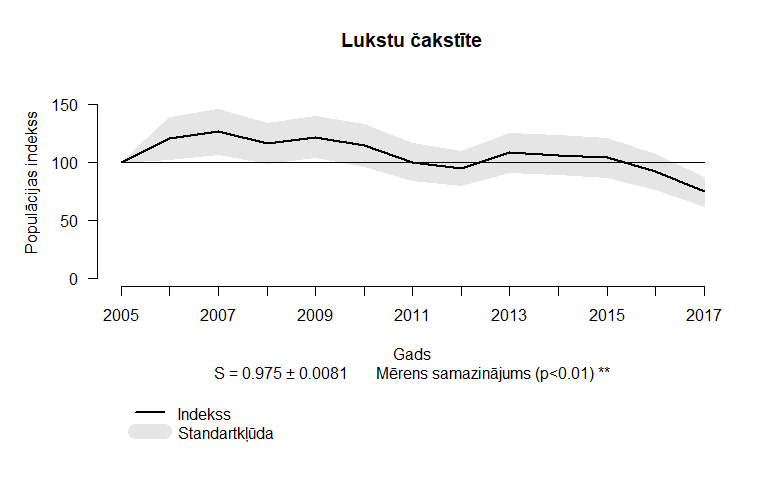 Lukstu čakstīte
Populācijas indekss
150
100
50
0
2005 2007 2009 2011 2013 2015 2017
Gads
S = 0.975 ± 0.0081 Mērens samazinājums (p<0.01) **
Indekss
Standartkļūda